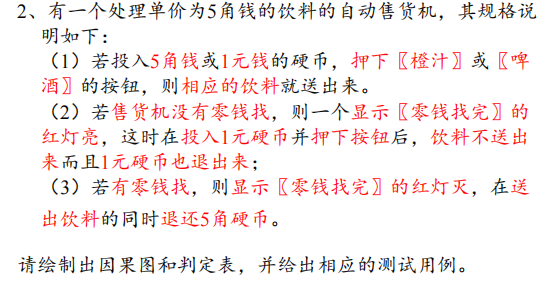 2、有一个处理单价为5角钱的饮料的自动售货机，其规格说
明如下：
（1）若投入5角钱或1元钱的硬币，押下〖橙汁〗或〖啤
酒〗的按钮，则相应的饮料就送出来。
（2）若售货机没有零钱找，则一个显示〖零钱找完〗的
红灯亮，这时在投入1元硬币并押下按钮后，饮料不送出
来而且1元硬币也退出来；
（3）若有零钱找，则显示〖零钱找完〗的红灯灭，在送
出饮料的同时退还5角硬币。
请绘制出因果图和判定表，并给出相应的测试用例。